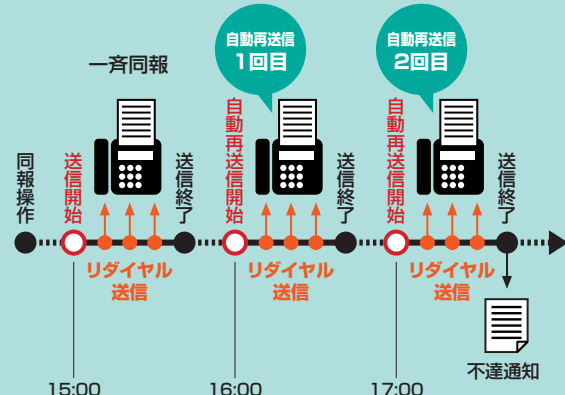 一斉同報
自動再送信
1回目
自動再送信
2回目
同報操作
送信開始
送信終了
自動再送信開始
送信終了
自動再送信開始
送信終了
リダイヤル
送信
リダイヤル
送信
リダイヤル
送信
不達通知
15:00
16:00
17:00